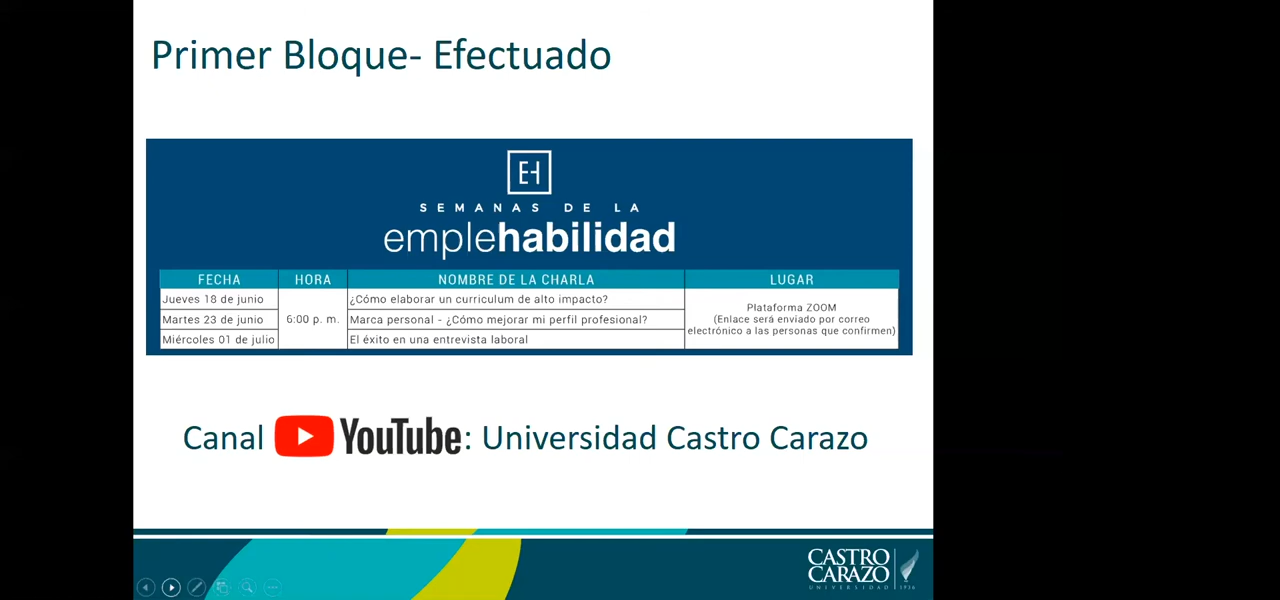 Primer Bloque- Efectuado
EH
SEMANAS DE LA
emplehabilidad
FECHA HORA NOMBRE DE LA CHARLA LUGAR
Jueves 18 de junio ¿Cómo elaborar un curriculum de alto impacto?
Martes 23 de junio 6:00 p. m. Marca personal - ¿Cómo mejorar mi perfil profesional?
Miércoles 01 de julio El éxito en una entrevista laboral
Plataforma ZOOM
(Enlace será enviado por correo
electrónico a las personas que confirmen)
Canal YouTube: Universidad Castro Carazo
CASTRO
CARAZO
UNIVERSIDAD 1936